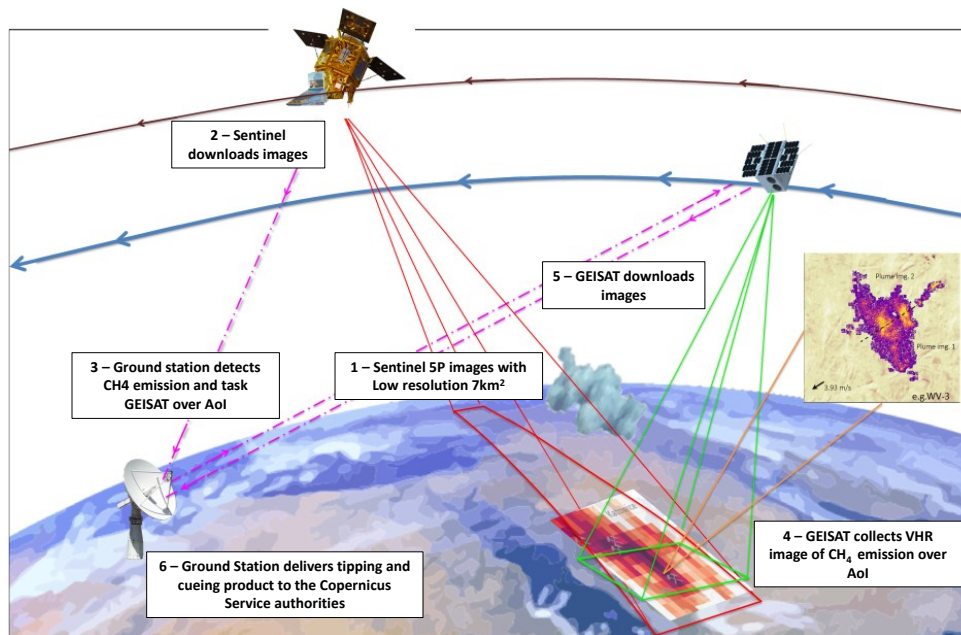 2 – Sentinel
downloads images
5 – GEISAT downloads
images
Plume img. 2
Plume img. 1
3.93 m/s
e.g.WV-3
3 – Ground station detects
CH4 emission and task
GEISAT over AoI
1 – Sentinel 5P images with
Low resolution 7km²
4 – GEISAT collects VHR
image of CH₄ emission over
AoI
6 – Ground Station delivers tipping and
cueing product to the Copernicus
Service authorities